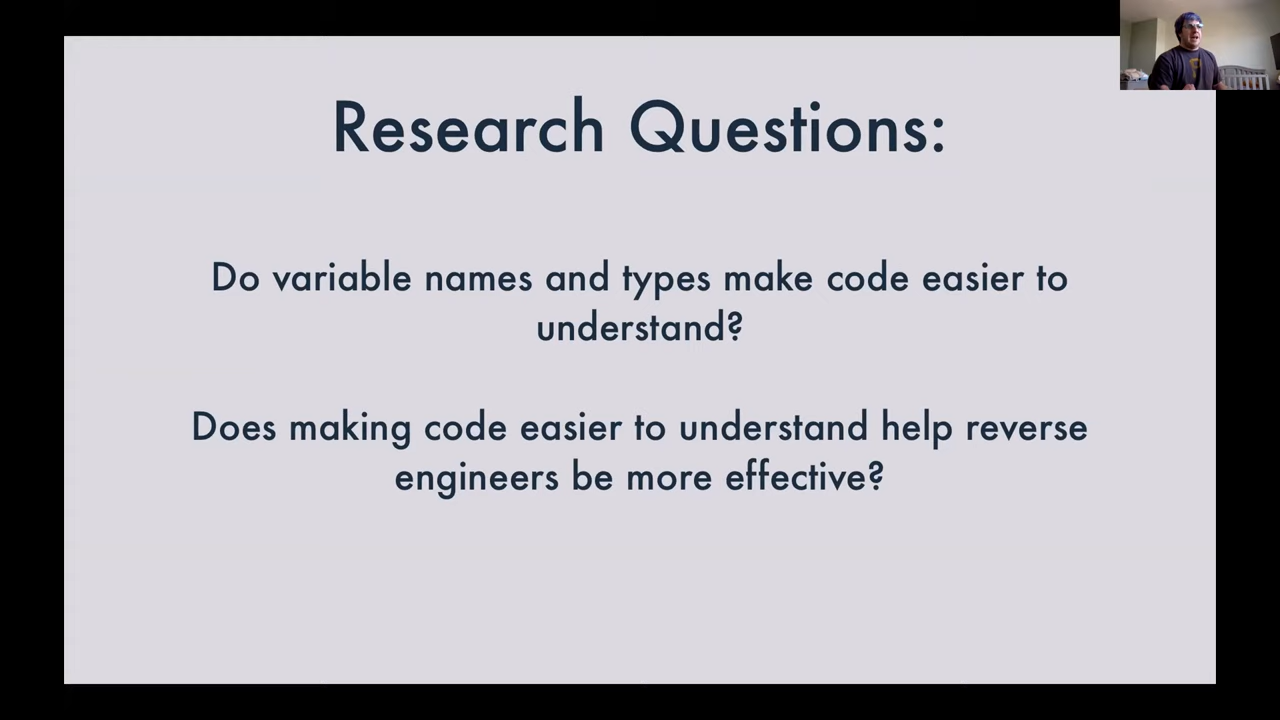 Research Questions:
Do variable names and types make code easier to
understand?
Does making code easier to understand help reverse
engineers be more effective?